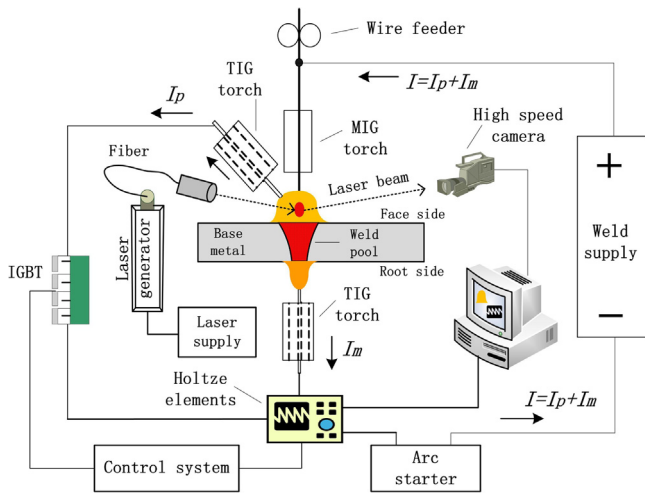 Wire feeder
TIG
torch
Ip
I=Ip+Im
High speed
camera
MIG
torch
Fiber
Laser beam
+
Face side
Base
metal
Weld
pool
Weld
supply
Laser
generator
Root side
IGBT
TIG
torch
Laser
supply
Im
−
Holtze
elements
I=Ip+Im
Control system
Arc
starter